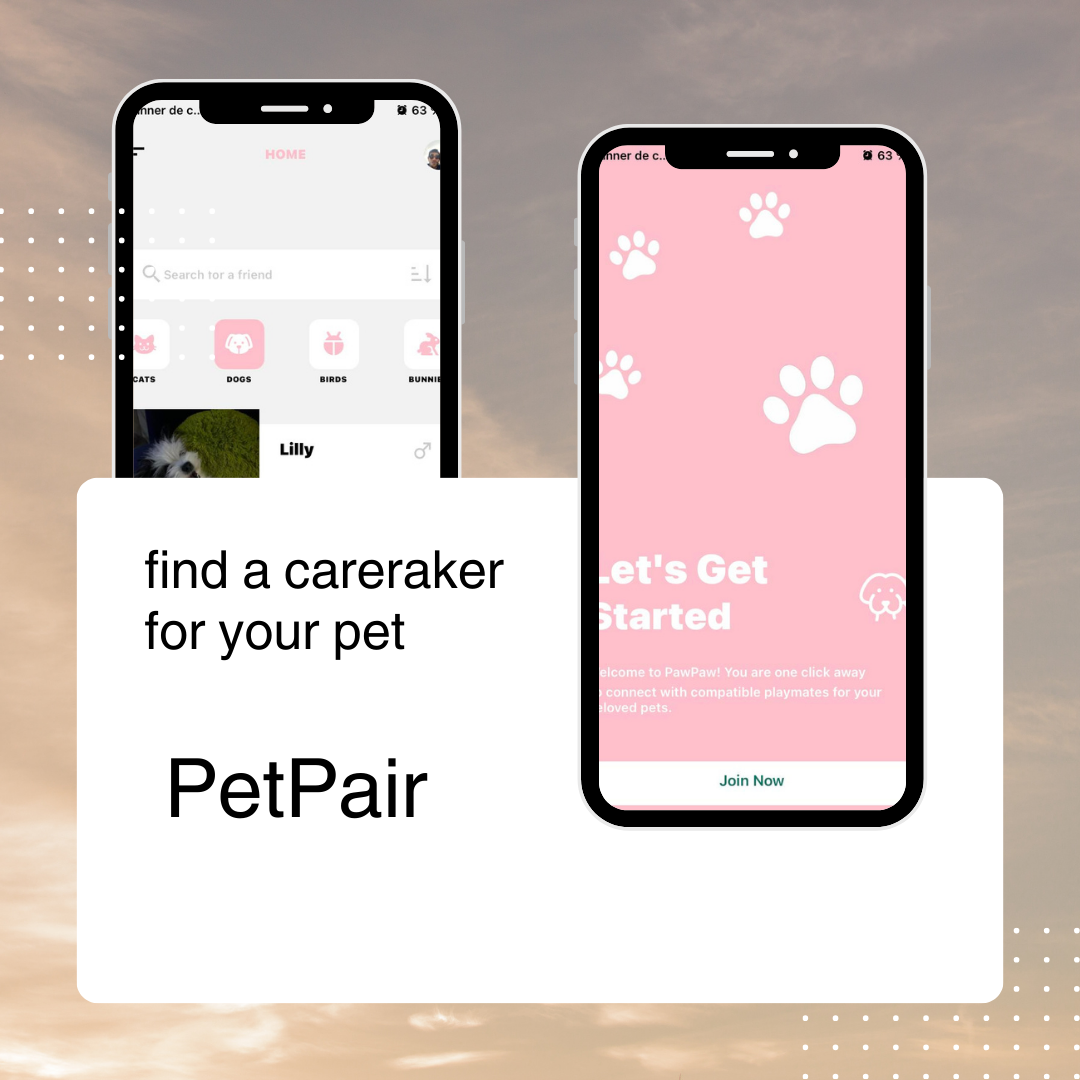 nner de c...
63
HOME
Search for a friend
CATS
DOGS
BIRDS
BUNNIE
Lilly
find a careraker
for your pet
PetPair
nner de c...
63
Let's Get
Started
elcome to PawPaw! You are one click away
connect with compatible playmates for your
eloved pets.
Join Now